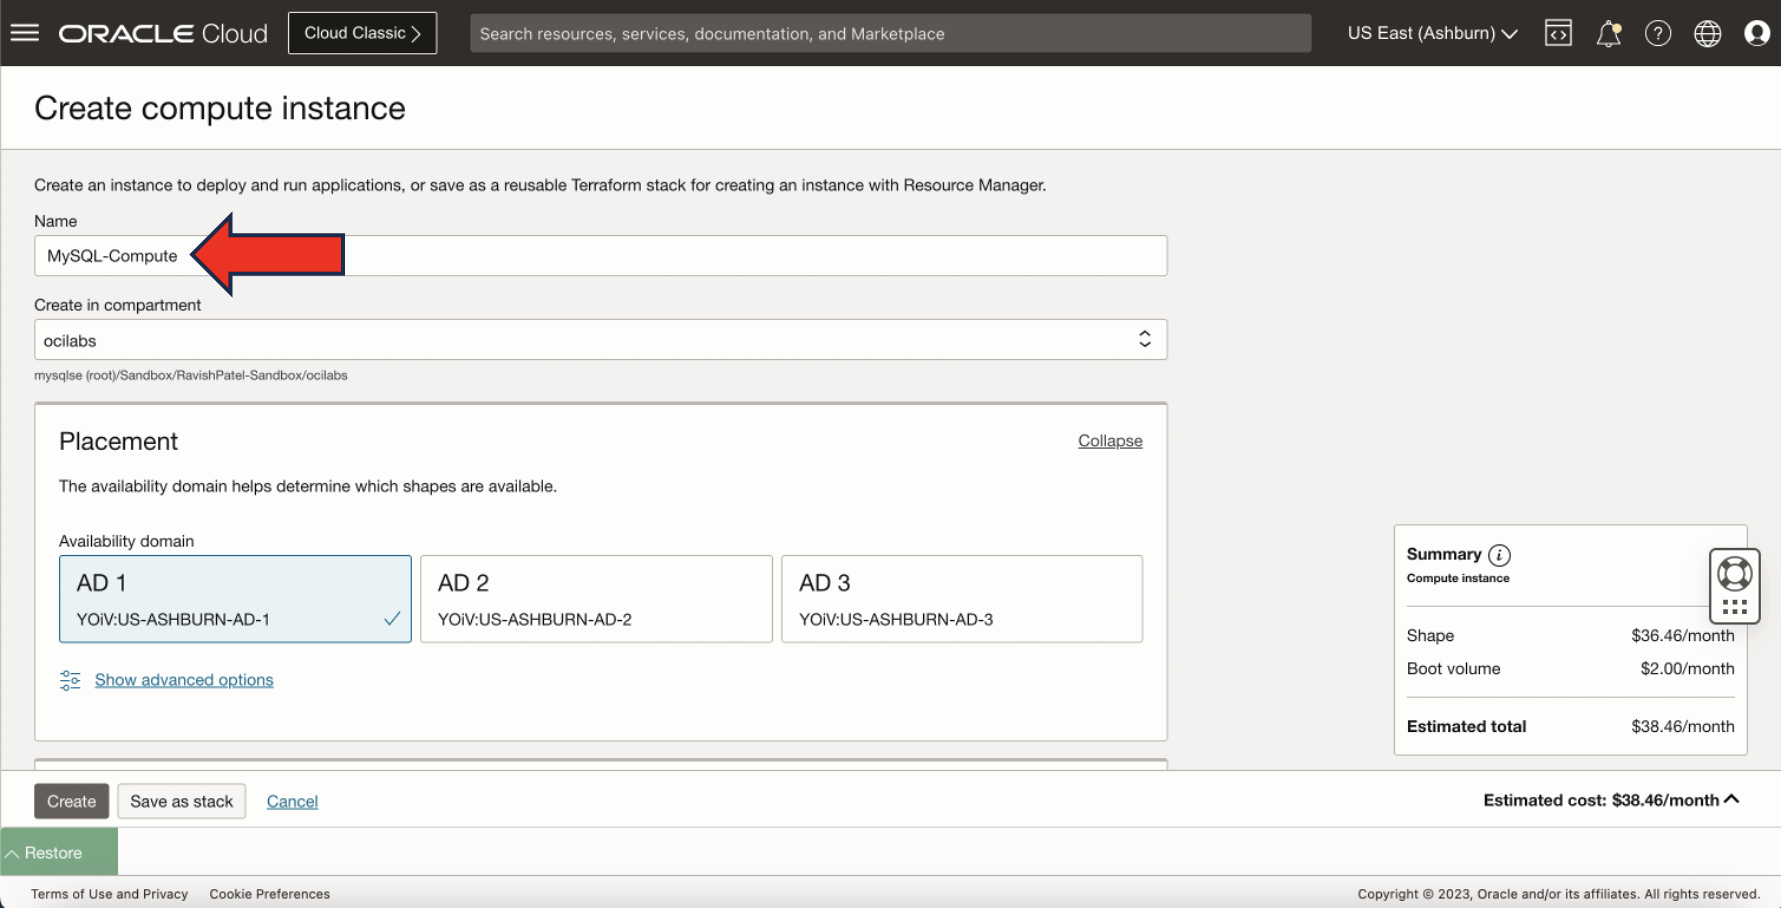 ORACLE Cloud
Cloud Classic
Search resources, services, documentation, and Marketplace
US East (Ashburn)
Create compute instance
Create an instance to deploy and run applications, or save as a reusable Terraform stack for creating an instance with Resource Manager.
Name
MySQL-Compute
Create in compartment
ocilabs
mysqlse (root)/Sandbox/RavishPatel-Sandbox/ocilabs
Placement
Collapse
The availability domain helps determine which shapes are available.
Availability domain
AD 1
YOiV:US-ASHBURN-AD-1
AD 2
YOiV:US-ASHBURN-AD-2
AD 3
YOiV:US-ASHBURN-AD-3
Show advanced options
Summary
Compute instance
Shape $36.46/month
Boot volume $2.00/month
Estimated total $38.46/month
Create
Save as stack
Cancel
Estimated cost: $38.46/month
Restore
Terms of Use and Privacy
Cookie Preferences
Copyright © 2023, Oracle and/or its affiliates. All rights reserved.